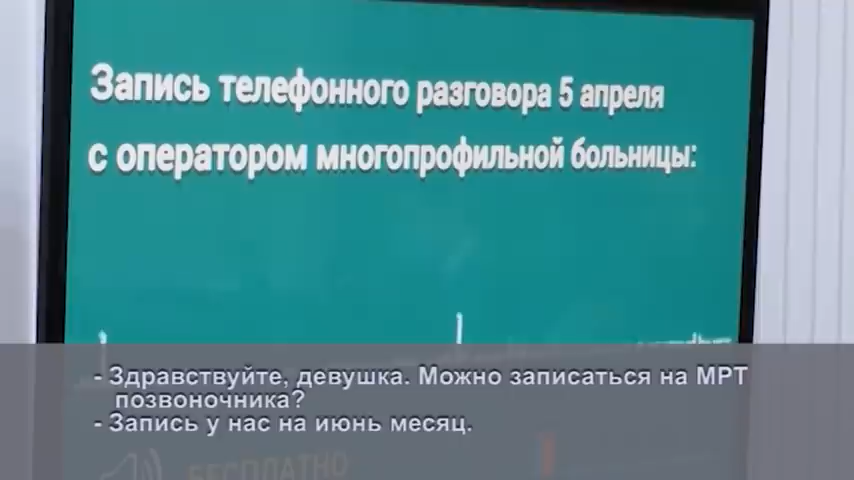 Запись телефонного разговора 5 апреля
с оператором многопрофильной больницы:
- Здравствуйте, девушка. Можно записаться на МРТ
позвоночника?
- Запись у нас на июнь месяц.
БЕСПЛАТНО